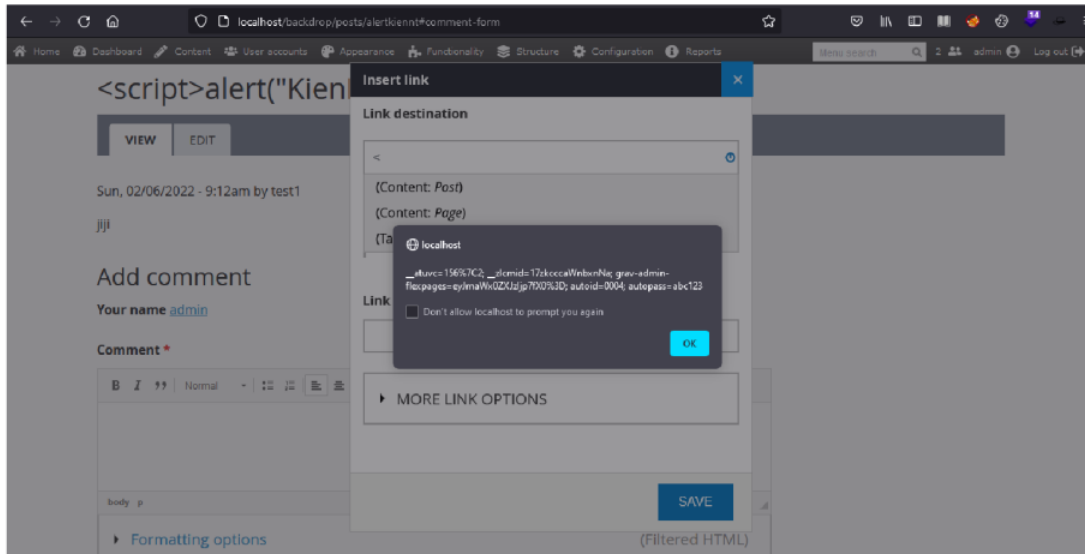 localhost/backdrop/posts/alertkiennt#comment-form
14
Home Dashboard Content User accounts Appearance Functionality Structure Configuration Reports Menu search 2 admin Log out
<script>alert("Kien
Insert link
×
Link destination
VIEW EDIT
<
(Content: Post)
(Content: Page)
(Ta
Sun, 02/06/2022 - 9:12am by test1
jiji
localhost
Don't allow localhost to prompt you again
OK
Add comment
Your name admin
Link
Comment *
B I Normal
MORE LINK OPTIONS
body p
SAVE
Formatting options
(Filtered HTML)